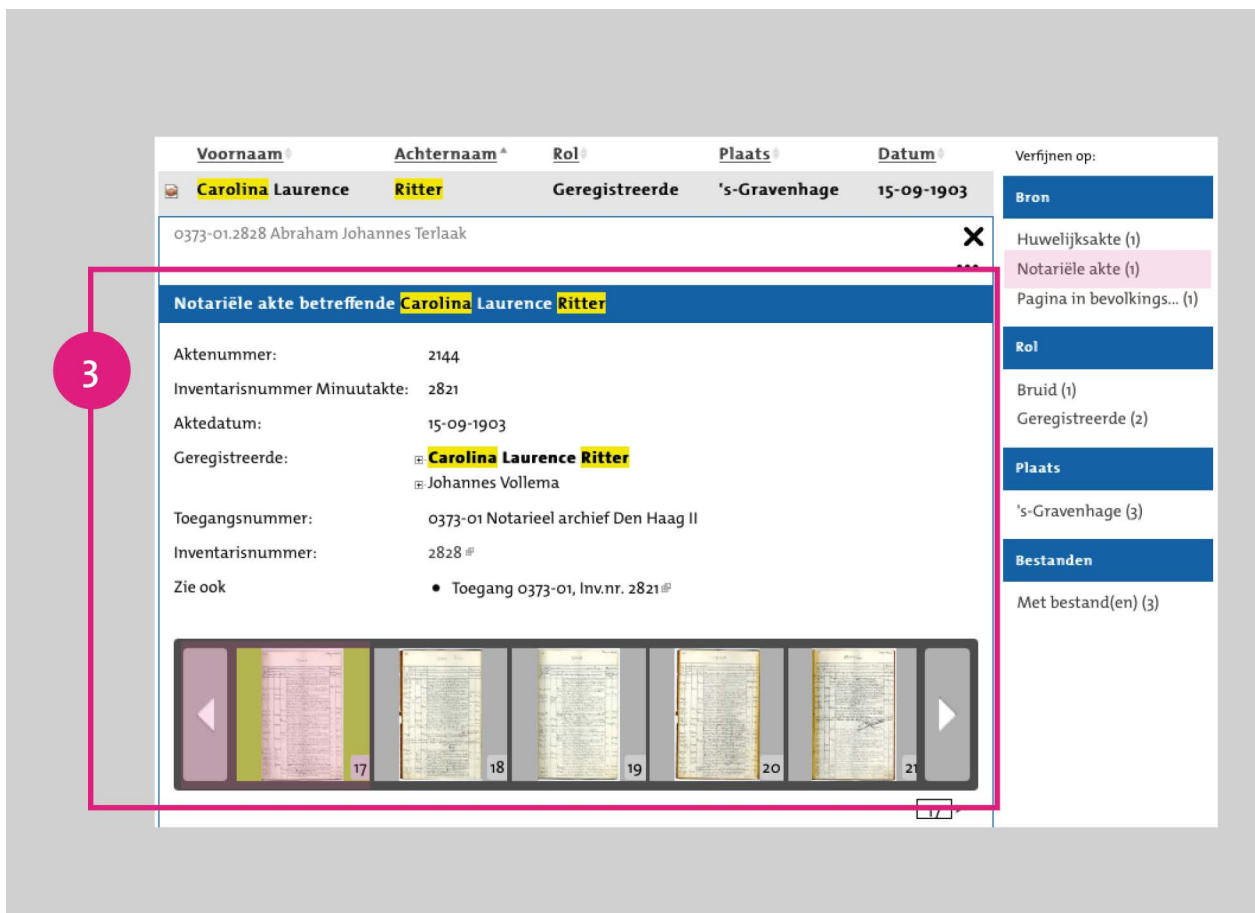 Voornaam Achternaam Rol Plaats Datum
Carolina Laurence Ritter Geregistreerde 's-Gravenhage 15-09-1903
0373-01.2828 Abraham Johannes Terlaak
3
Notariële akte betreffende Carolina Laurence Ritter
Aktenummer: 2144
Inventarisnummer Minuutakte: 2821
Aktedatum: 15-09-1903
Geregistreerde: Carolina Laurence Ritter
Johannes Vollema
Toegangsnummer: 0373-01 Notarieel archief Den Haag II
Inventarisnummer: 2828
Zie ook • Toegang 0373-01, Inv.nr. 2821
17 18 19 20 21
17
Verfijnen op:
Bron
Huwelijksakte (1)
Notariële akte (1)
Pagina in bevolkings... (1)
Rol
Bruid (1)
Geregistreerde (2)
Plaats
's-Gravenhage (3)
Bestanden
Met bestand(en) (3)